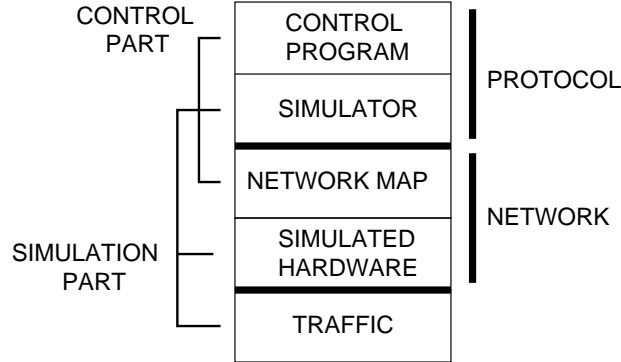 CONTROL
PART
CONTROL
PROGRAM
PROTOCOL
SIMULATOR
NETWORK MAP
NETWORK
SIMULATION
PART
SIMULATED
HARDWARE
TRAFFIC